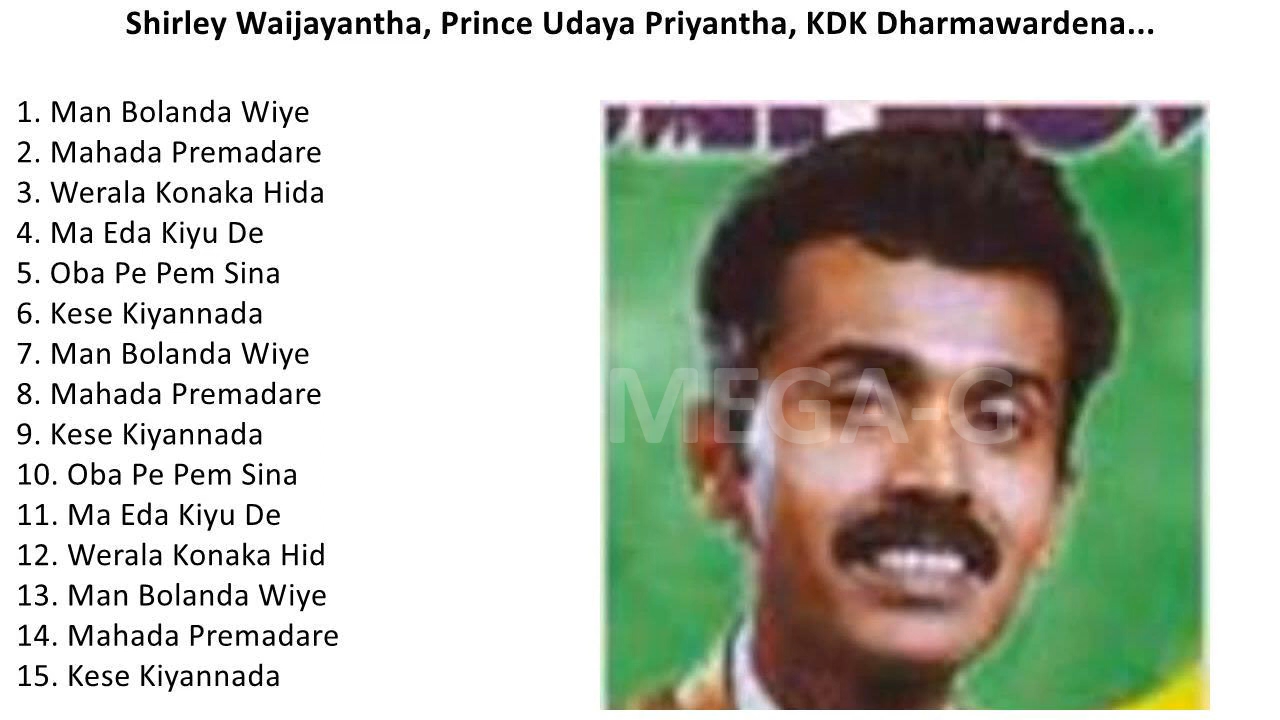 Shirley Waijayantha, Prince Udaya Priyantha, KDK Dharmawardena...
1. Man Bolanda Wiye
2. Mahada Premadare
3. Werala Konaka Hida
4. Ma Eda Kiyu De
5. Oba Pe Pem Sina
6. Kese Kiyannada
7. Man Bolanda Wiye
8. Mahada Premadare
9. Kese Kiyannada
10. Oba Pe Pem Sina
11. Ma Eda Kiyu De
12. Werala Konaka Hid
13. Man Bolanda Wiye
14. Mahada Premadare
15. Kese Kiyannada
MEGA-G